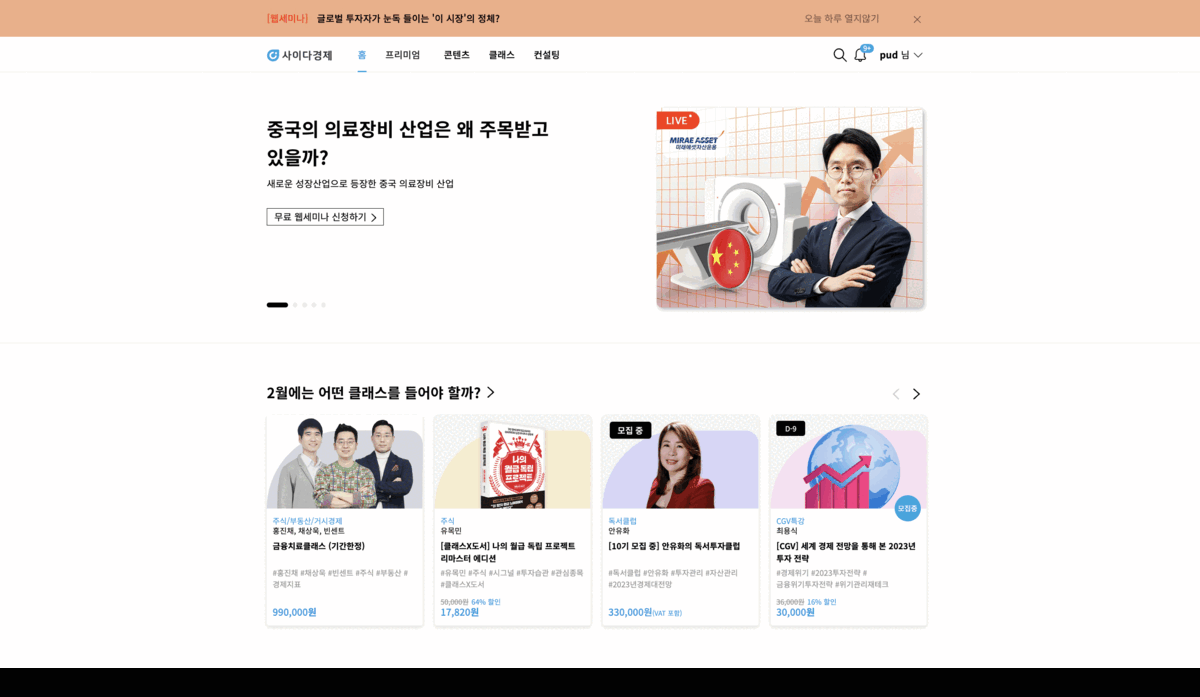 [웹세미나] 글로벌 투자자가 눈독 들이는 '이 시장'의 정체?
오늘 하루 열지않기
사이다경제
홈 프리미엄 콘텐츠 클래스 컨설팅
9+
pud 님
중국의 의료장비 산업은 왜 주목받고
있을까?
새로운 성장산업으로 등장한 중국 의료장비 산업
무료 웹세미나 신청하기
LIVE
MIRAE ASSET
미래에셋자산운용
2월에는 어떤 클래스를 들어야 할까?
주식/부동산/거시경제
홍진채, 채상욱, 빈센트
금융치료클래스 (기간한정)
#홍진채 #채상욱 #빈센트 #주식 #부동산 #
경제지표
990,000원
나의
월급 독립
프로젝트
주식
유목민
[클래스X도서] 나의 월급 독립 프로젝트
리마스터 에디션
#유목민 #주식 #시그널 #투자습관 #관심종목
#클래스X도서
50,000원 64% 할인
17,820원
모집 중
독서클럽
안유화
[10기 모집 중] 안유화의 독서투자클럽
#독서클럽 #안유화 #투자관리 #자산관리
#2023년경제대전망
330,000원(VAT 포함)
D-9
모집중
CGV특강
최용식
[CGV] 세계 경제 전망을 통해 본 2023년
투자 전략
#경제위기 #2023투자전략 #
금융위기투자전략 #위기관리재테크
36,000원 16% 할인
30,000원